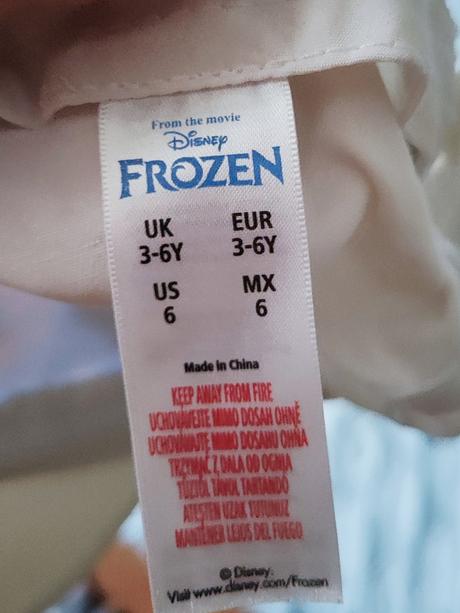 From the movie
Disney
FROZEN
UK EUR
3-6Y 3-6Y
US MX
6 6
Made in China
KEEP AWAY FROM FIRE
UCHOVÁVEJTE MIMO DOSAH OHNĚ
UCHOVÁVAJTE MIMO DOSAHU OHŇA
TRZYMAĆ Z DALA OD OGNIA
TŰZTŐL TÁVOL TARTANDÓ
ATEŞTEN UZAK TUTUNUZ
MANTENER LEJOS DEL FUEGO
© Disney.
Visit www.disney.com/Frozen